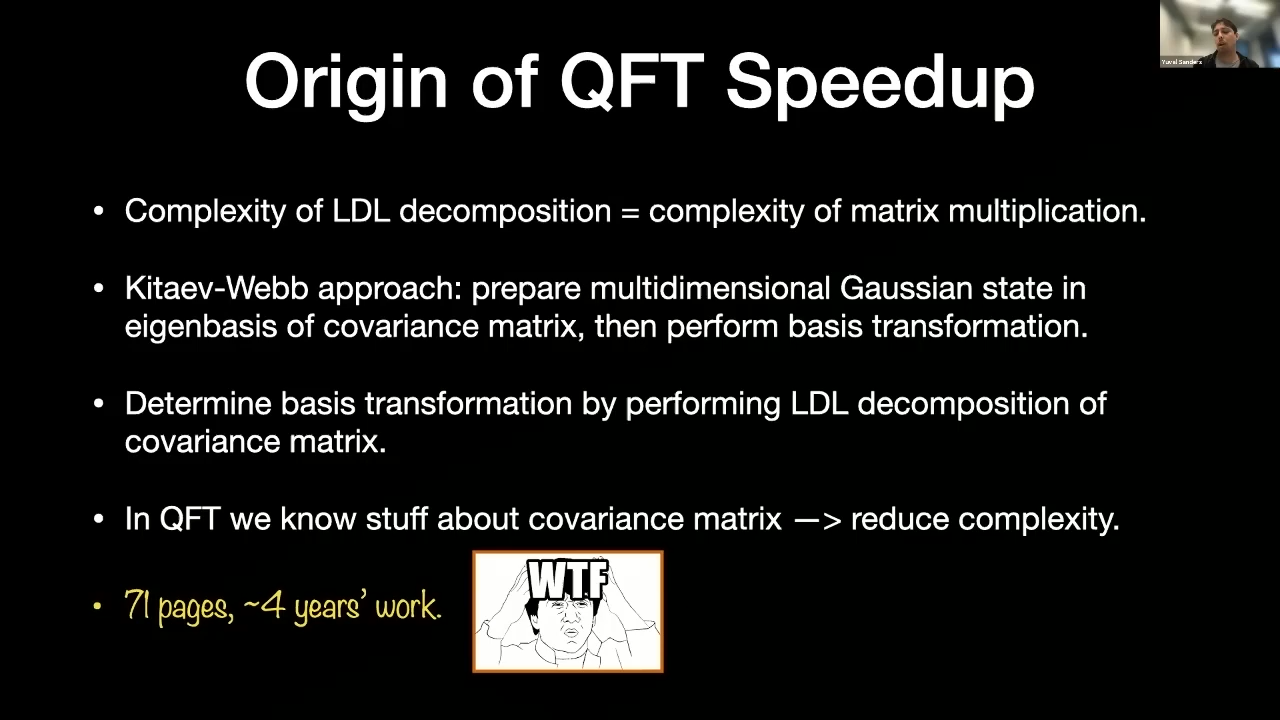 Origin of QFT Speedup
Yuval Sanders
• Complexity of LDL decomposition = complexity of matrix multiplication.
• Kitaev-Webb approach: prepare multidimensional Gaussian state in
eigenbasis of covariance matrix, then perform basis transformation.
• Determine basis transformation by performing LDL decomposition of
covariance matrix.
• In QFT we know stuff about covariance matrix —> reduce complexity.
WTF
• 71 pages, ~4 years’ work.